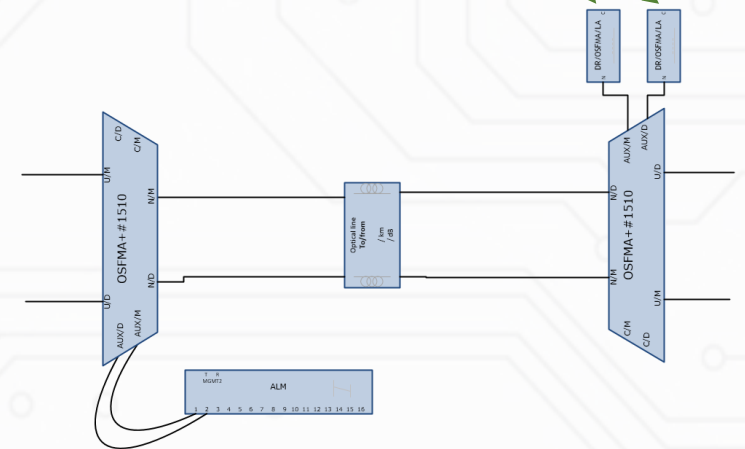 C
DR/OSFMA/LA
N
C
DR/OSFMA/LA
N
C/D
C/M
U/M
OSFMA+#1510
N/M
N/D
U/D
AUX/D
AUX/M
Optical line
To/from
/ km
/ dB
AUX/M
AUX/D
U/D
N/D
OSFMA+#1510
N/M
U/M
C/M
C/D
T R
MGMT2
ALM
1 2 3 4 5 6 7 8 9 10 11 12 13 14 15 16